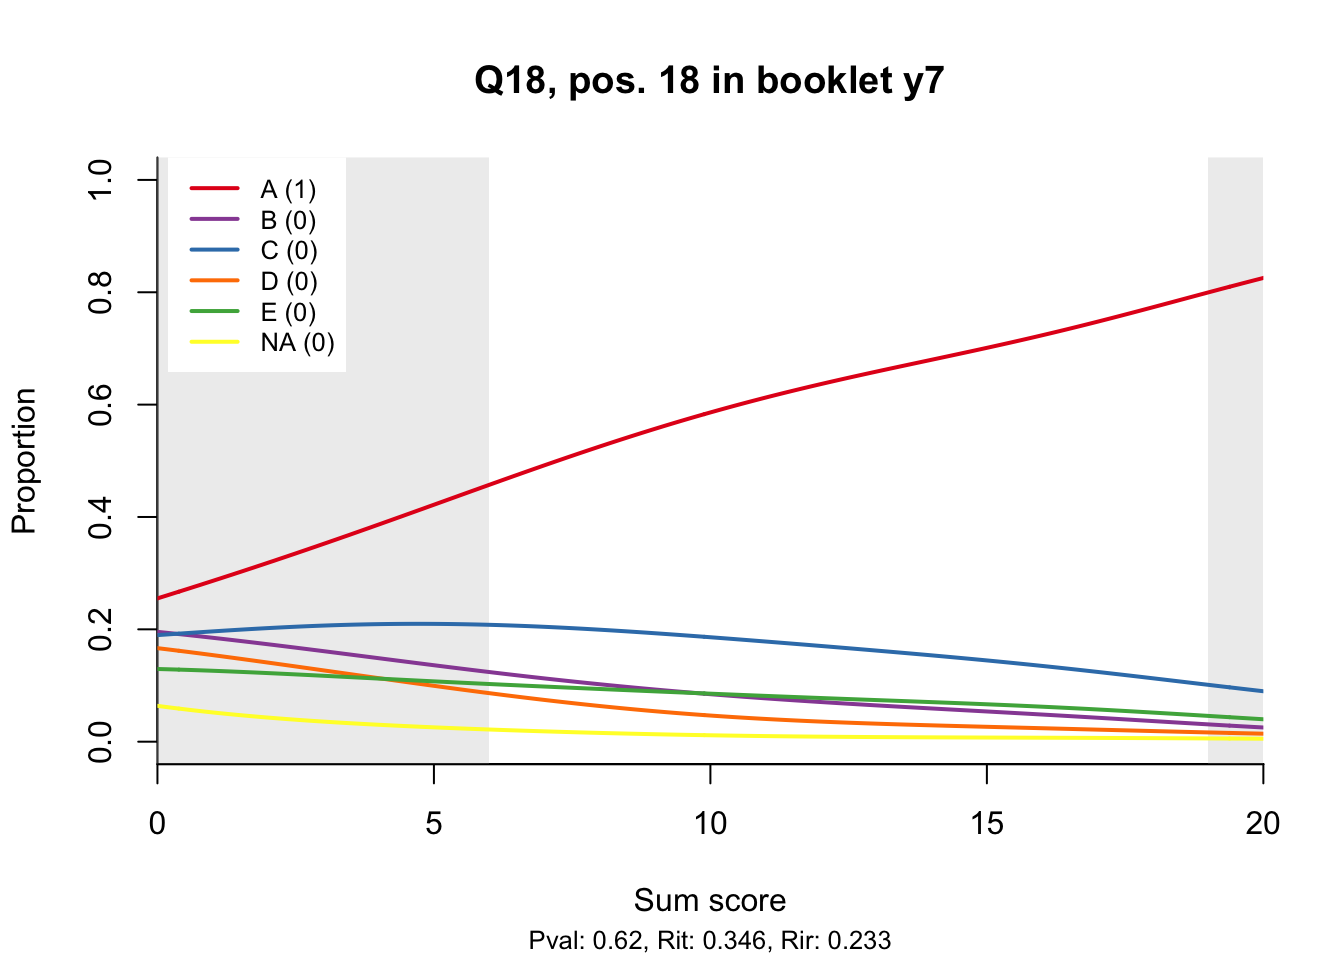 Q18, pos. 18 in booklet y7
A (1)
B (0)
C (0)
D (0)
E (0)
NA (0)
1.0
0.8
0.6
0.4
0.2
0.0
Proportion
0 5 10 15 20
Sum score
Pval: 0.62, Rit: 0.346, Rir: 0.233